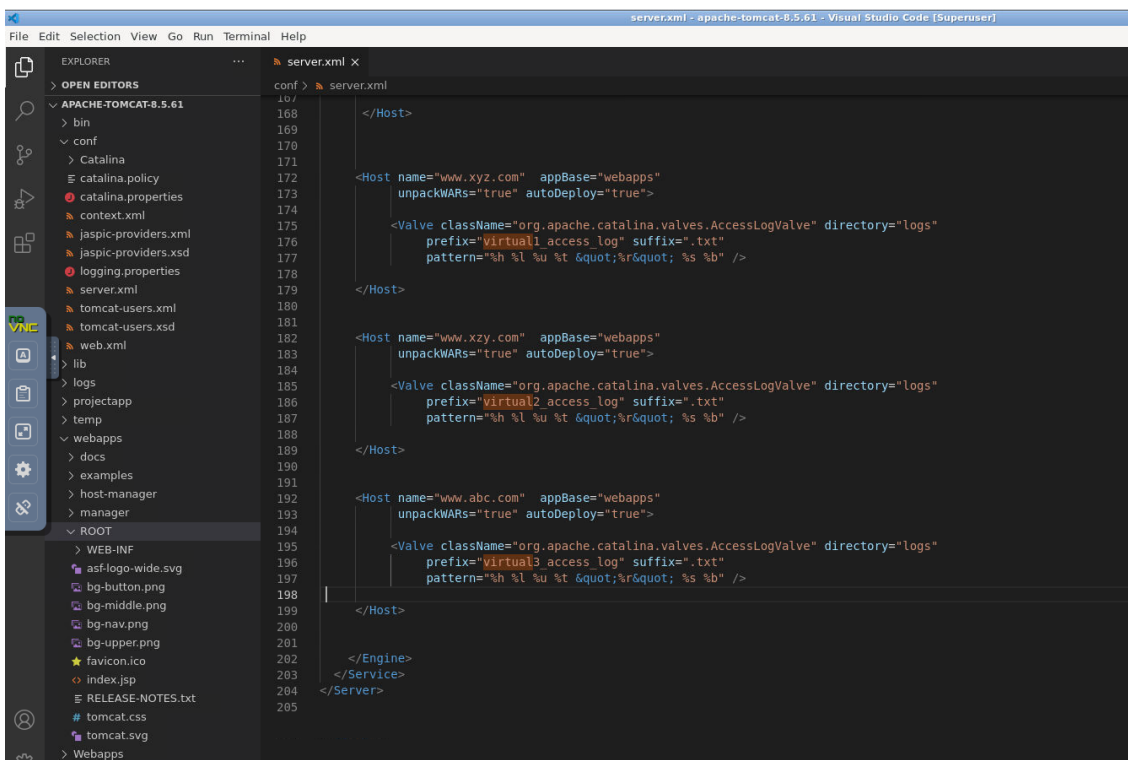 server.xml - apache-tomcat-8.5.61 - Visual Studio Code [Superuser]
File Edit Selection View Go Run Terminal Help
EXPLORER ...
OPEN EDITORS
APACHE-TOMCAT-8.5.61
bin
conf
Catalina
catalina.policy
catalina.properties
context.xml
jaspic-providers.xml
jaspic-providers.xsd
logging.properties
server.xml
tomcat-users.xml
tomcat-users.xsd
web.xml
lib
logs
projectapp
temp
webapps
docs
examples
host-manager
manager
ROOT
WEB-INF
asf-logo-wide.svg
bg-button.png
bg-middle.png
bg-nav.png
bg-upper.png
favicon.ico
index.jsp
RELEASE-NOTES.txt
tomcat.css
tomcat.svg
Webapps
noVNC
A
server.xml
conf > server.xml
167
168 </Host>
169
170
171
172 <Host name="www.xyz.com" appBase="webapps"
173 unpackWARs="true" autoDeploy="true">
174
175 <Valve className="org.apache.catalina.valves.AccessLogValve" directory="logs"
176 prefix="virtual1_access_log" suffix=".txt"
177 pattern="%h %l %u %t &quot;%r&quot; %s %b" />
178
179 </Host>
180
181
182 <Host name="www.xzy.com" appBase="webapps"
183 unpackWARs="true" autoDeploy="true">
184
185 <Valve className="org.apache.catalina.valves.AccessLogValve" directory="logs"
186 prefix="virtual2_access_log" suffix=".txt"
187 pattern="%h %l %u %t &quot;%r&quot; %s %b" />
188
189 </Host>
190
191
192 <Host name="www.abc.com" appBase="webapps"
193 unpackWARs="true" autoDeploy="true">
194
195 <Valve className="org.apache.catalina.valves.AccessLogValve" directory="logs"
196 prefix="virtual3_access_log" suffix=".txt"
197 pattern="%h %l %u %t &quot;%r&quot; %s %b" />
198
199 </Host>
200
201
202 </Engine>
203 </Service>
204 </Server>
205